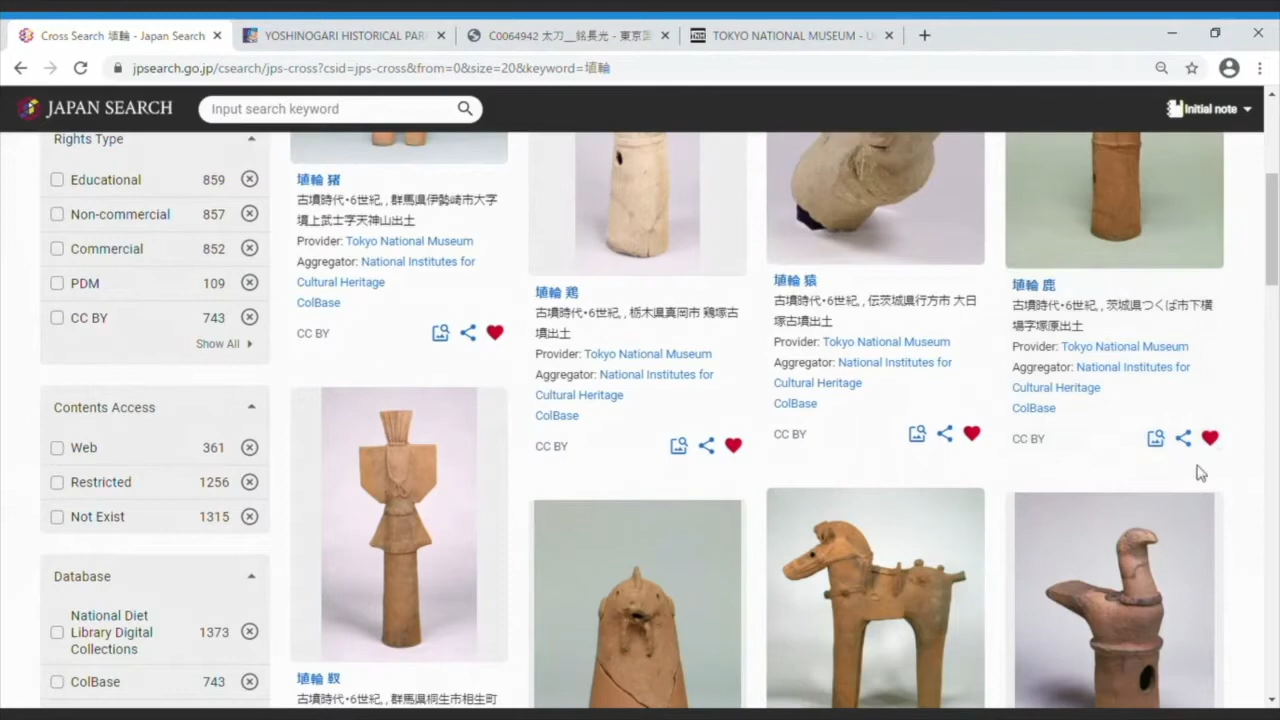 Cross Search 埴輪 - Japan Search
YOSHINOGARI HISTORICAL PAR
C0064942 太刀__銘長光 - 東京国
TOKYO NATIONAL MUSEUM - U
jpsearch.go.jp/csearch/jps-cross?csid=jps-cross&from=0&size=20&keyword=埴輪
JAPAN SEARCH
Input search keyword
Initial note
Rights Type
Educational 859
Non-commercial 857
Commercial 852
PDM 109
CC BY 743
Show All
Contents Access
Web 361
Restricted 1256
Not Exist 1315
Database
National Diet
Library Digital
Collections
1373
ColBase 743
埴輪 猪
古墳時代・6世紀, , 群馬県伊勢崎市大字
境上武士字天神山出土
Provider: Tokyo National Museum
Aggregator: National Institutes for
Cultural Heritage
ColBase
CC BY
埴輪 鶏
古墳時代・6世紀, , 栃木県真岡市 鶏塚古
墳出土
Provider: Tokyo National Museum
Aggregator: National Institutes for
Cultural Heritage
ColBase
CC BY
埴輪 猿
古墳時代・6世紀, , 伝茨城県行方市 大日
塚古墳出土
Provider: Tokyo National Museum
Aggregator: National Institutes for
Cultural Heritage
ColBase
CC BY
埴輪 鹿
古墳時代・6世紀, , 茨城県つくば市下横
場字塚原出土
Provider: Tokyo National Museum
Aggregator: National Institutes for
Cultural Heritage
ColBase
CC BY
埴輪 靫
古墳時代・6世紀, , 群馬県桐生市相生町